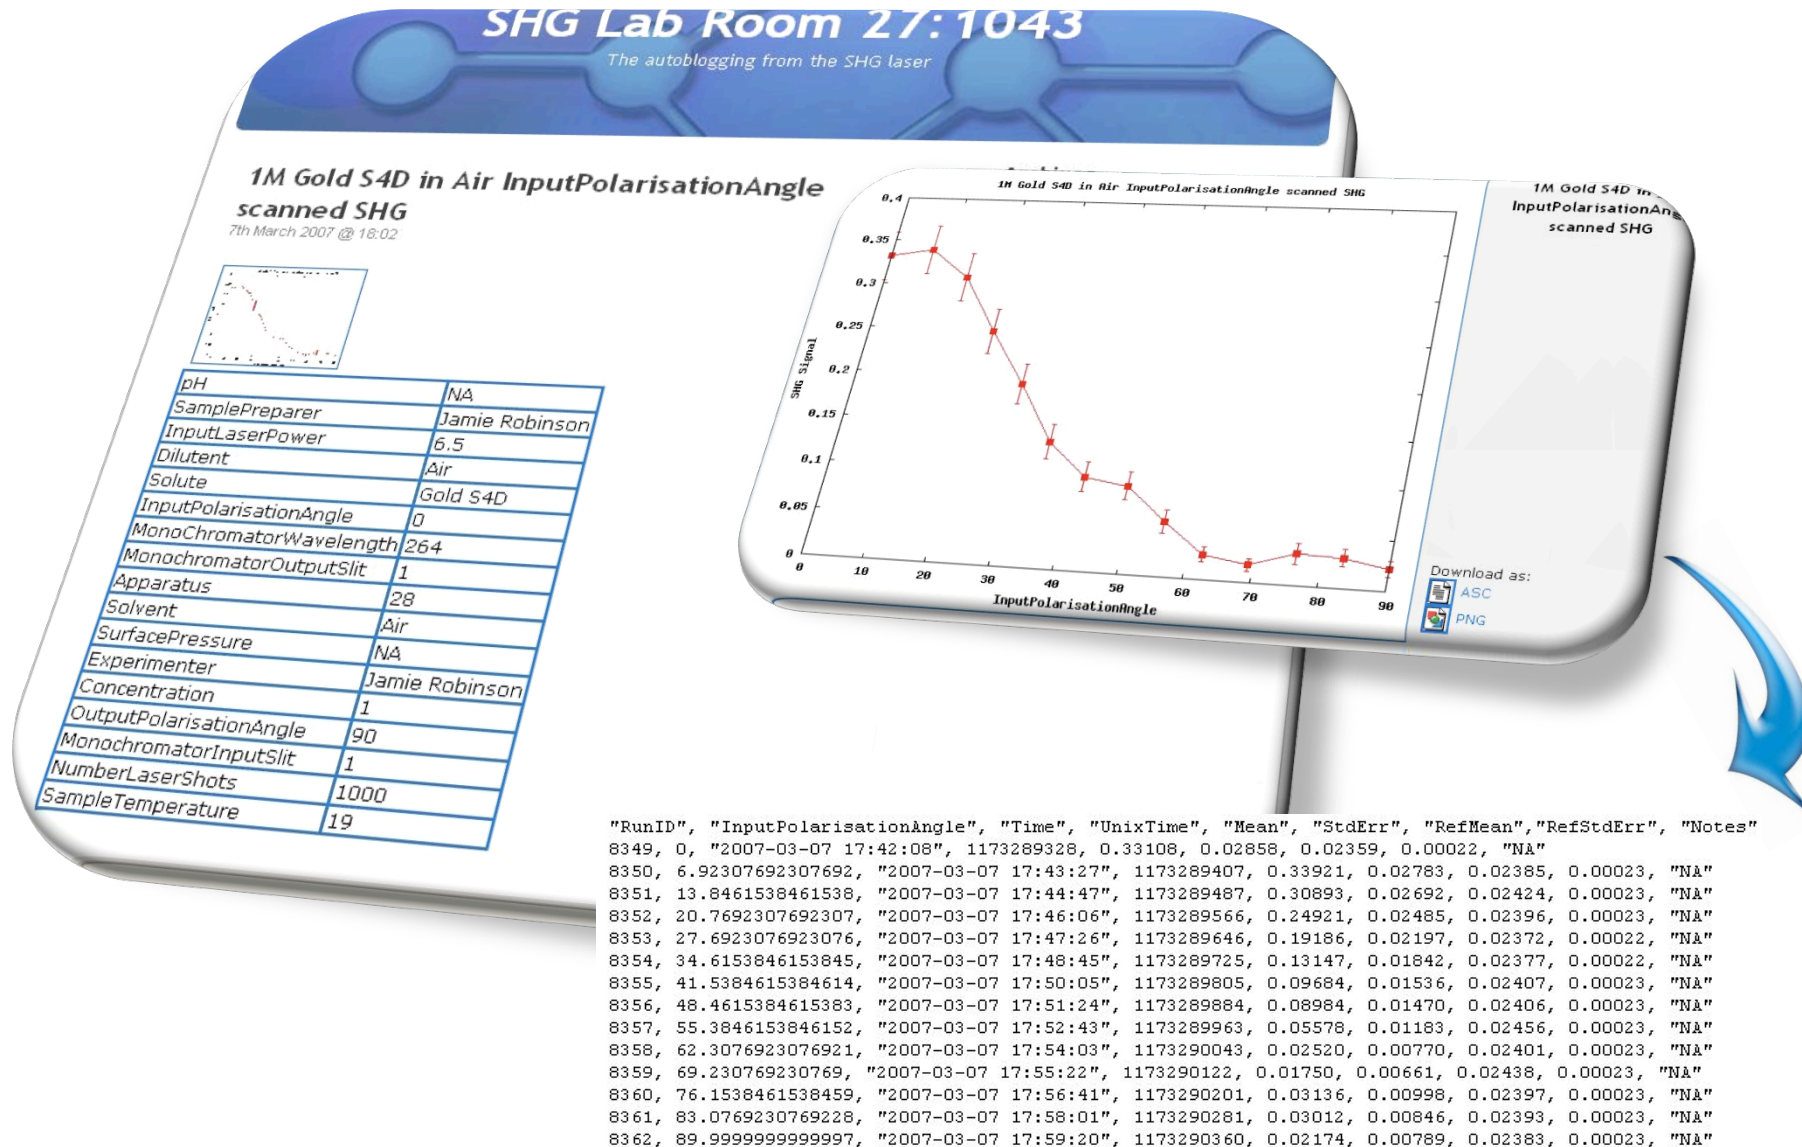 SHG Lab Room 27:1043
The autoblogging from the SHG laser
1M Gold S4D in Air InputPolarisationAngle
scanned SHG
7th March 2007 @ 18:02
pH NA
SamplePreparer Jamie Robinson
InputLaserPower 6.5
Dilutent Air
Solute Gold S4D
InputPolarisationAngle 0
MonoChromatorWavelength 264
MonochromatorOutputSlit 1
Apparatus 28
Solvent Air
SurfacePressure NA
Experimenter Jamie Robinson
Concentration 1
OutputPolarisationAngle 90
MonochromatorInputSlit 1
NumberLaserShots 1000
SampleTemperature 19
1M Gold S4D in Air InputPolarisationAngle scanned SHG
0.4
0.35
0.3
0.25
0.2
0.15
0.1
0.05
0
SHG Signal
0 10 20 30 40 50 60 70 80 90
InputPolarisationAngle
1M Gold S4D in
InputPolarisationAng
scanned SHG
Download as:
ASC
PNG
"RunID", "InputPolarisationAngle", "Time", "UnixTime", "Mean", "StdErr", "RefMean","RefStdErr", "Notes"
8349, 0, "2007-03-07 17:42:08", 1173289328, 0.33108, 0.02858, 0.02359, 0.00022, "NA"
8350, 6.92307692307692, "2007-03-07 17:43:27", 1173289407, 0.33921, 0.02783, 0.02385, 0.00023, "NA"
8351, 13.8461538461538, "2007-03-07 17:44:47", 1173289487, 0.30893, 0.02692, 0.02424, 0.00023, "NA"
8352, 20.7692307692307, "2007-03-07 17:46:06", 1173289566, 0.24921, 0.02485, 0.02396, 0.00023, "NA"
8353, 27.6923076923076, "2007-03-07 17:47:26", 1173289646, 0.19186, 0.02197, 0.02372, 0.00022, "NA"
8354, 34.6153846153845, "2007-03-07 17:48:45", 1173289725, 0.13147, 0.01842, 0.02377, 0.00022, "NA"
8355, 41.5384615384614, "2007-03-07 17:50:05", 1173289805, 0.09684, 0.01536, 0.02407, 0.00023, "NA"
8356, 48.4615384615383, "2007-03-07 17:51:24", 1173289884, 0.08984, 0.01470, 0.02406, 0.00023, "NA"
8357, 55.3846153846152, "2007-03-07 17:52:43", 1173289963, 0.05578, 0.01183, 0.02456, 0.00023, "NA"
8358, 62.3076923076921, "2007-03-07 17:54:03", 1173290043, 0.02520, 0.00770, 0.02401, 0.00023, "NA"
8359, 69.230769230769, "2007-03-07 17:55:22", 1173290122, 0.01750, 0.00661, 0.02438, 0.00023, "NA"
8360, 76.1538461538459, "2007-03-07 17:56:41", 1173290201, 0.03136, 0.00998, 0.02397, 0.00023, "NA"
8361, 83.0769230769228, "2007-03-07 17:58:01", 1173290281, 0.03012, 0.00846, 0.02393, 0.00023, "NA"
8362, 89.9999999999997, "2007-03-07 17:59:20", 1173290360, 0.02174, 0.00789, 0.02383, 0.00023, "NA"